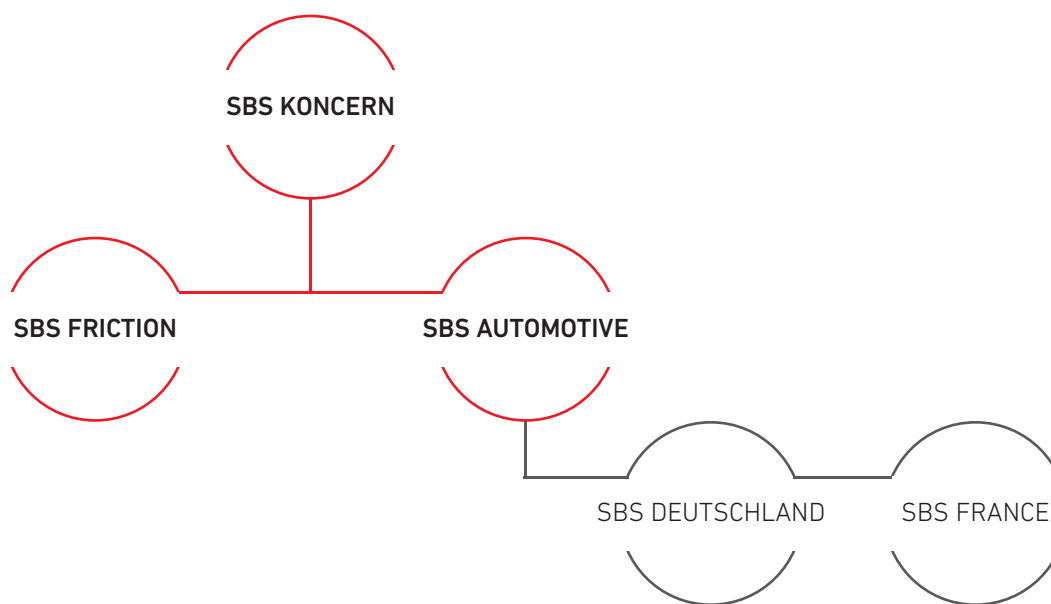 SBS KONCERN
SBS FRICTION
SBS AUTOMOTIVE
SBS DEUTSCHLAND
SBS FRANCE